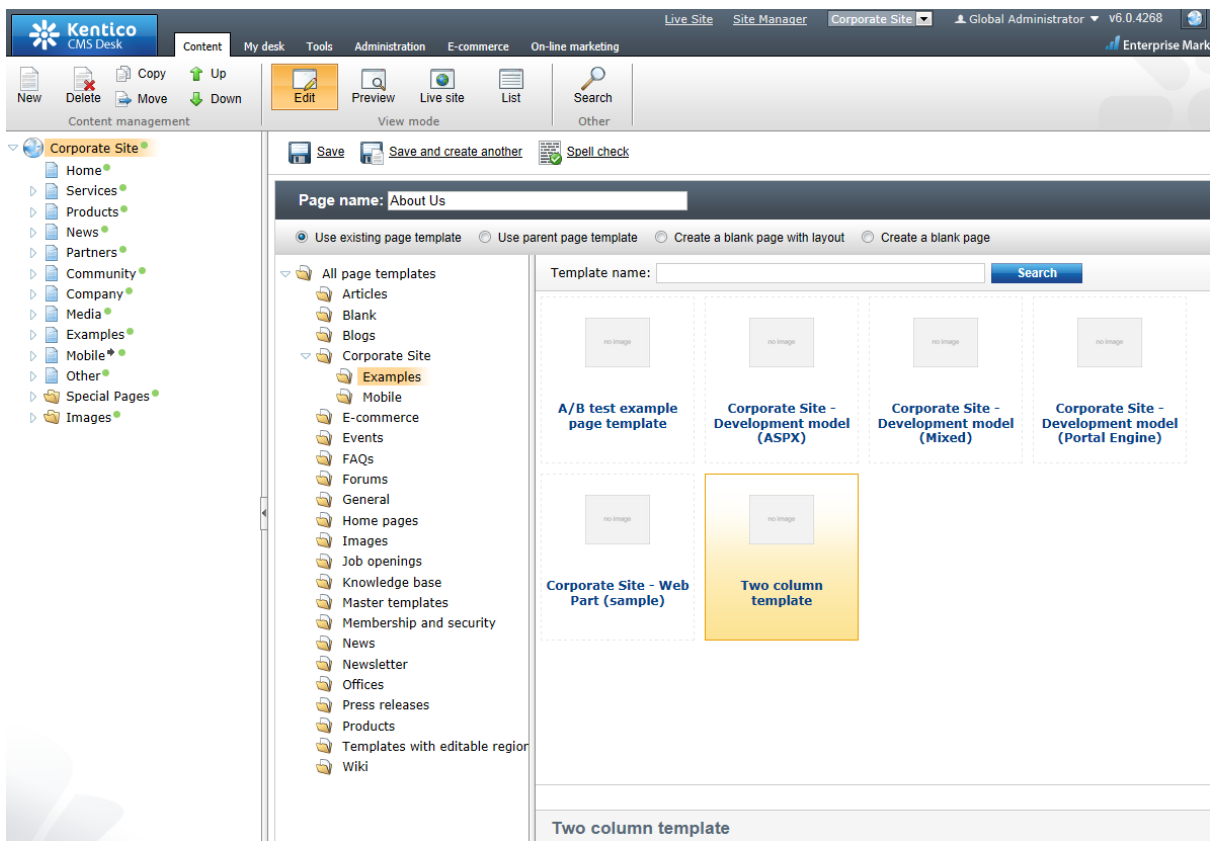 Kentico
CMS Desk
Live Site Site Manager Corporate Site Global Administrator v6.0.4268
Content My desk Tools Administration E-commerce On-line marketing
Enterprise Mark
New Delete Copy Move Up Down
Content management
Edit Preview Live site List
View mode
Search
Other
Corporate Site
Home
Services
Products
News
Partners
Community
Company
Media
Examples
Mobile
Other
Special Pages
Images
Save Save and create another Spell check
Page name: About Us
Use existing page template Use parent page template Create a blank page with layout Create a blank page
All page templates
Articles
Blank
Blogs
Corporate Site
Examples
Mobile
E-commerce
Events
FAQs
Forums
General
Home pages
Images
Job openings
Knowledge base
Master templates
Membership and security
News
Newsletter
Offices
Press releases
Products
Templates with editable region
Wiki
Template name: Search
no image
A/B test example
page template
no image
Corporate Site -
Development model
(ASPX)
no image
Corporate Site -
Development model
(Mixed)
no image
Corporate Site -
Development model
(Portal Engine)
no image
Corporate Site - Web
Part (sample)
no image
Two column
template
Two column template